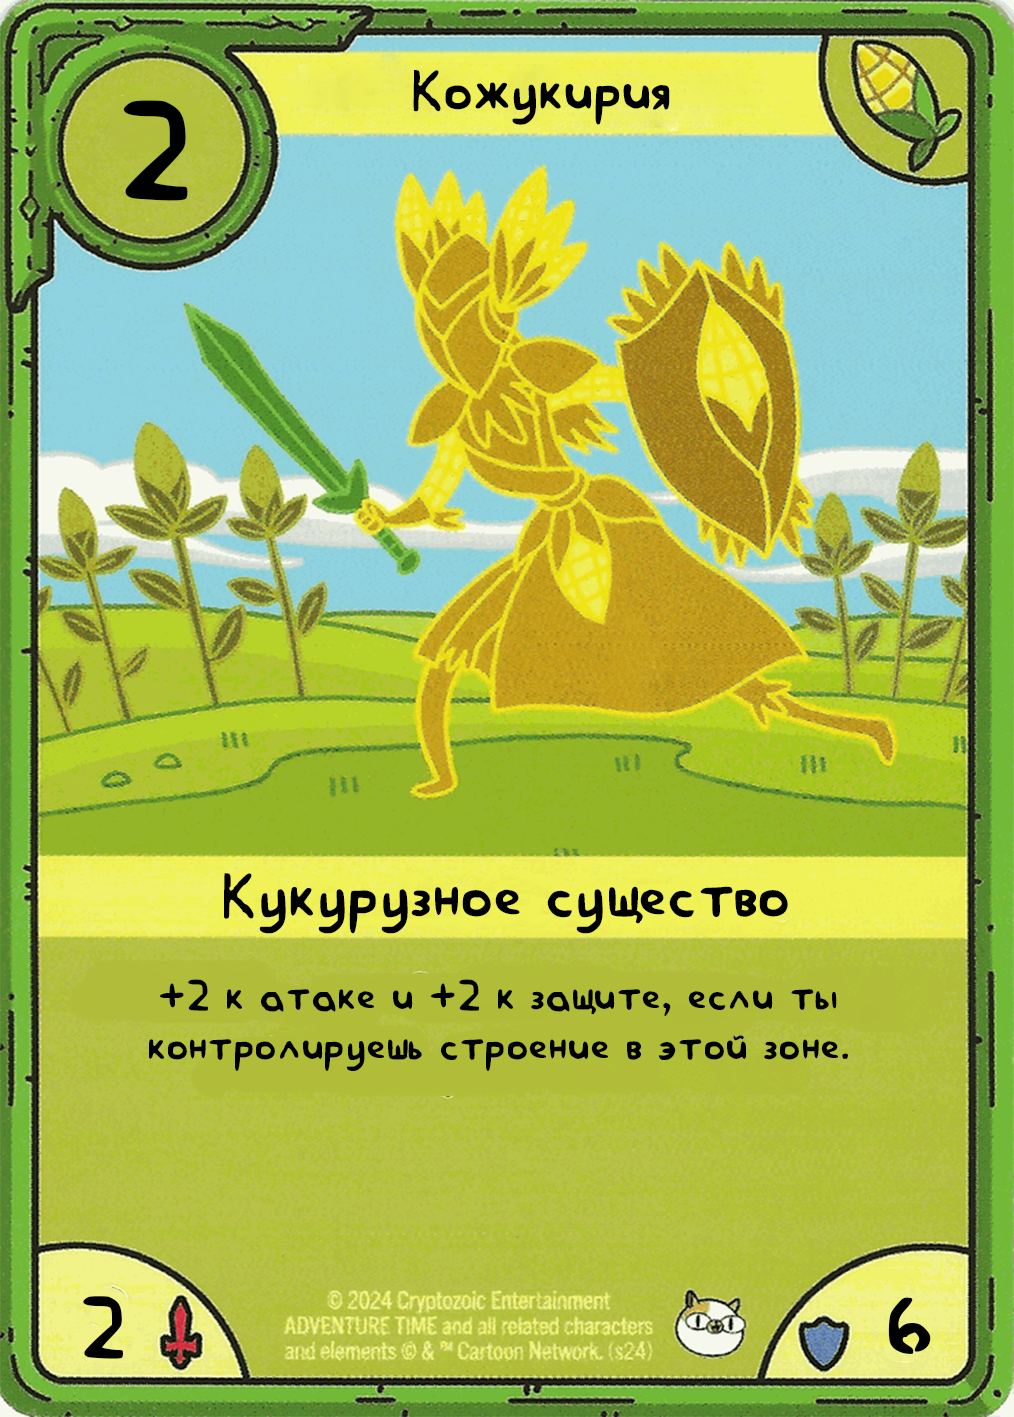 2
Кожукирия
Кукурузное существо
+2 к атаке и +2 к защите, если ты
контролируешь строение в этой зоне.
2
© 2024 Cryptozoic Entertainment
ADVENTURE TIME and all related characters
and elements © & ™ Cartoon Network. (s24)
6